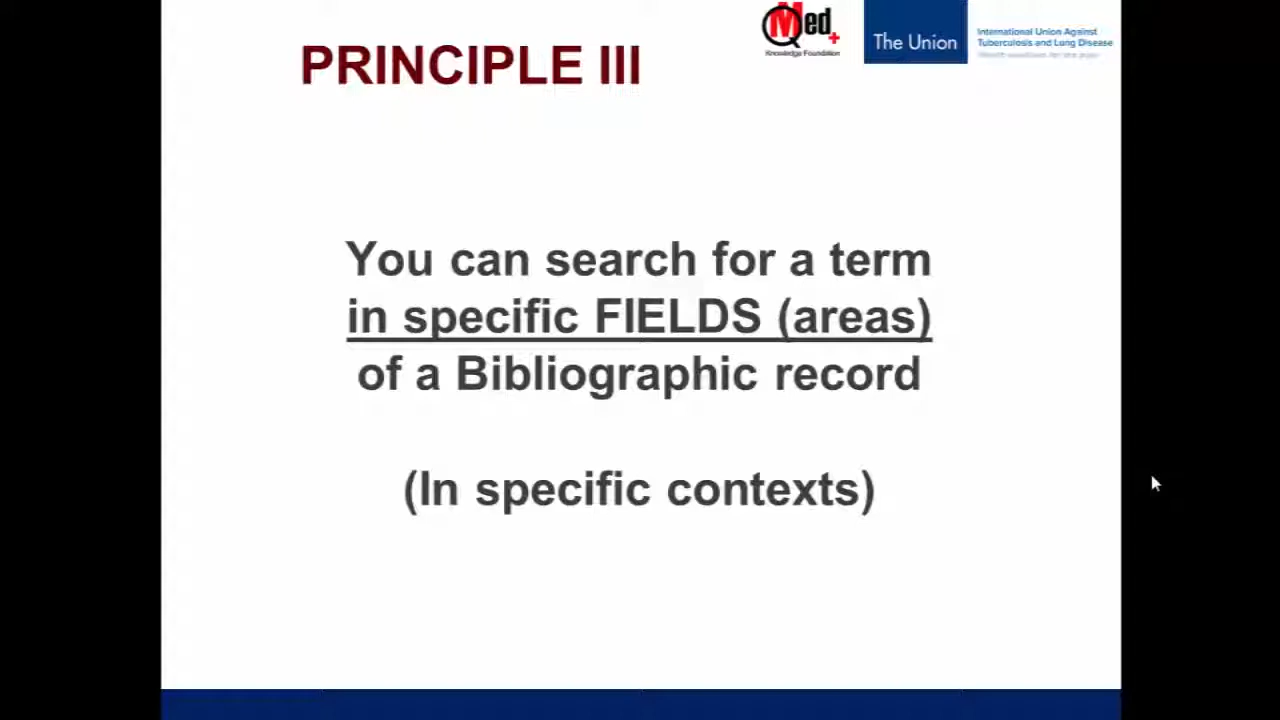 PRINCIPLE III
QMed
Knowledge Foundation
The Union
International Union Against
Tuberculosis and Lung Disease
You can search for a term
in specific FIELDS (areas)
of a Bibliographic record
(In specific contexts)